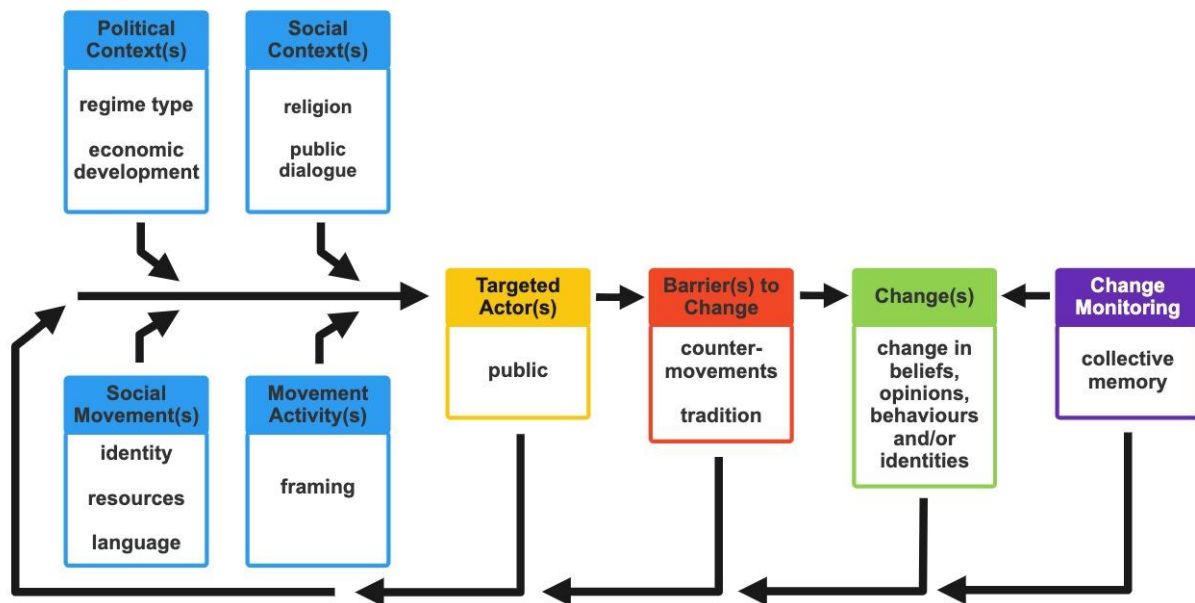 Political
Context(s)
regime type
economic
development
Social
Context(s)
religion
public
dialogue
Targeted
Actor(s)
public
Barrier(s) to
Change
counter-
movements
tradition
Change(s)
change in
beliefs,
opinions,
behaviours
and/or
identities
Change
Monitoring
collective
memory
Social
Movement(s)
identity
resources
language
Movement
Activity(s)
framing